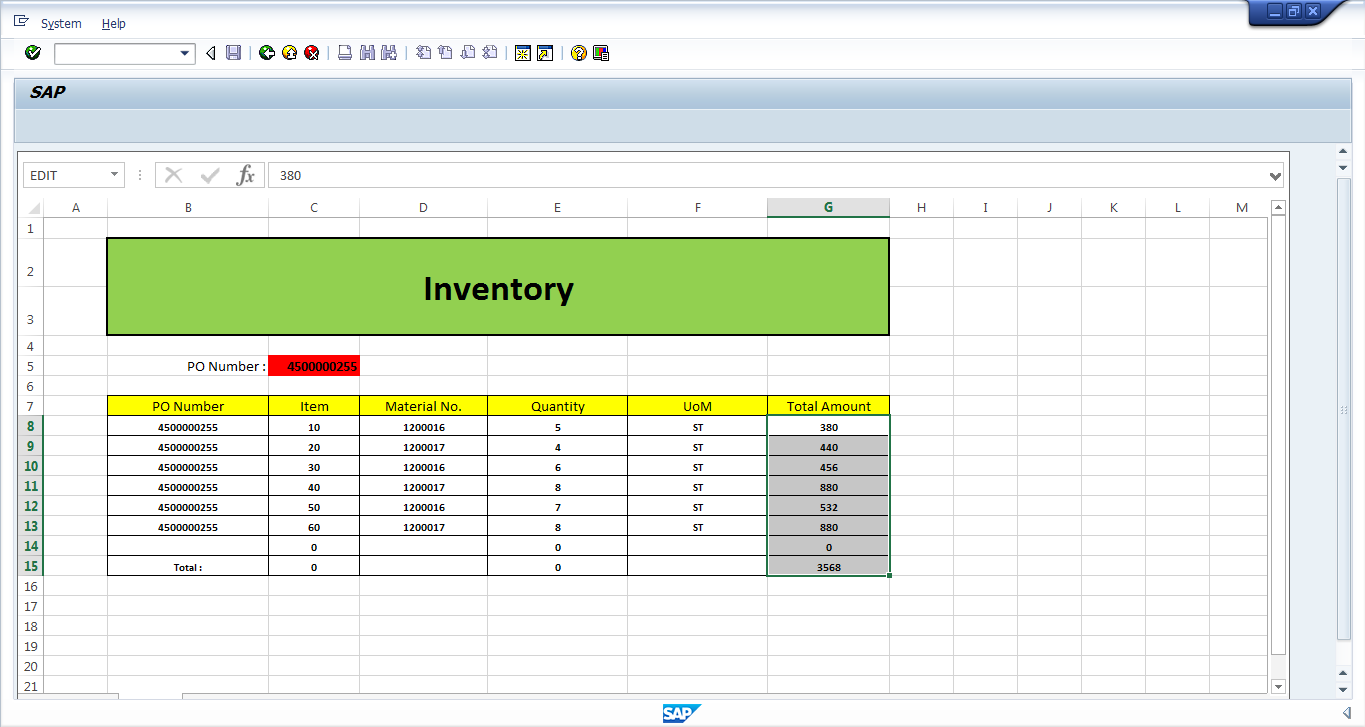 System Help
SAP
EDIT fx 380
A B C D E F G H I J K L M
1
2
Inventory
3
4
5 PO Number : 4500000255
6
7 PO Number Item Material No. Quantity UoM Total Amount
8 4500000255 10 1200016 5 ST 380
9 4500000255 20 1200017 4 ST 440
10 4500000255 30 1200016 6 ST 456
11 4500000255 40 1200017 8 ST 880
12 4500000255 50 1200016 7 ST 532
13 4500000255 60 1200017 8 ST 880
14 0 0 0
15 Total : 0 0 3568
16
17
18
19
20
21
SAP